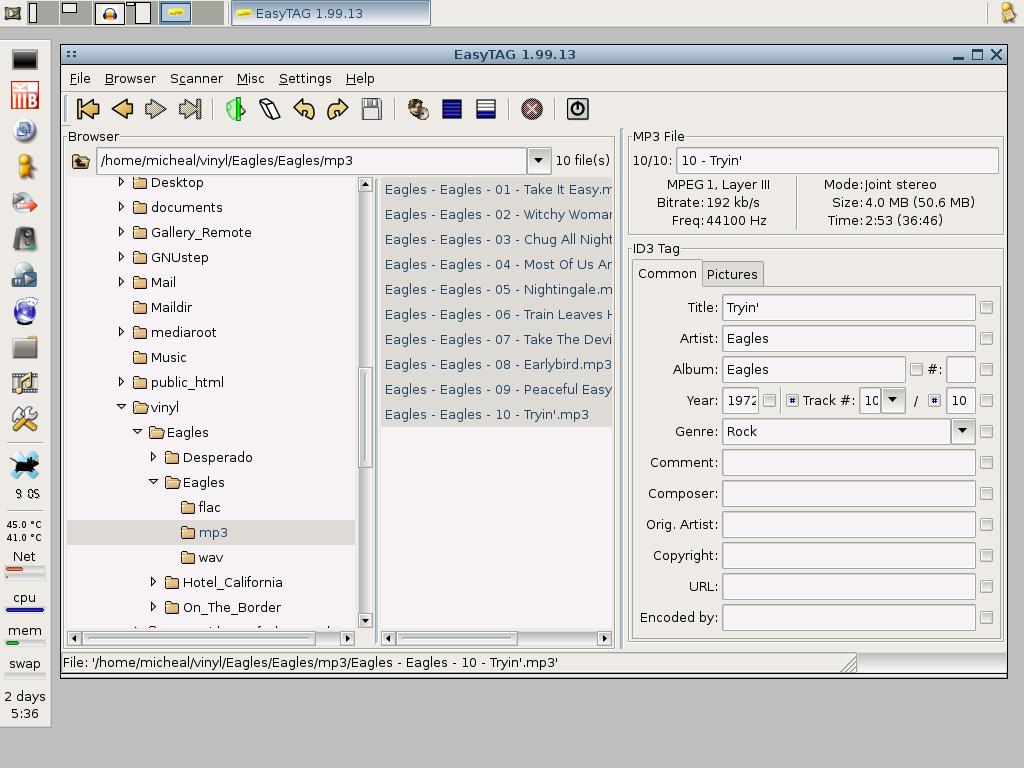 EasyTAG 1.99.13
EasyTAG 1.99.13
File Browser Scanner Misc Settings Help
Browser
/home/micheal/vinyl/Eagles/Eagles/mp3 10 file(s)
Desktop
documents
Gallery_Remote
GNUstep
Mail
Maildir
mediaroot
Music
public_html
vinyl
Eagles
Desperado
Eagles
flac
mp3
wav
Hotel_California
On_The_Border
Eagles - Eagles - 01 - Take It Easy.m
Eagles - Eagles - 02 - Witchy Woman
Eagles - Eagles - 03 - Chug All Night
Eagles - Eagles - 04 - Most Of Us Ar
Eagles - Eagles - 05 - Nightingale.m
Eagles - Eagles - 06 - Train Leaves H
Eagles - Eagles - 07 - Take The Devi
Eagles - Eagles - 08 - Earlybird.mp3
Eagles - Eagles - 09 - Peaceful Easy
Eagles - Eagles - 10 - Tryin'.mp3
MP3 File
10/10: 10 - Tryin'
MPEG 1, Layer III Mode: Joint stereo
Bitrate: 192 kb/s Size: 4.0 MB (50.6 MB)
Freq: 44100 Hz Time: 2:53 (36:46)
ID3 Tag
Common Pictures
Title: Tryin'
Artist: Eagles
Album: Eagles #:
Year: 1972 Track #: 10 / 10
Genre: Rock
Comment:
Composer:
Orig. Artist:
Copyright:
URL:
Encoded by:
File: '/home/micheal/vinyl/Eagles/Eagles/mp3/Eagles - Eagles - 10 - Tryin'.mp3'
9 05
45.0 °C
41.0 °C
Net
cpu
mem
swap
2 days
5:36